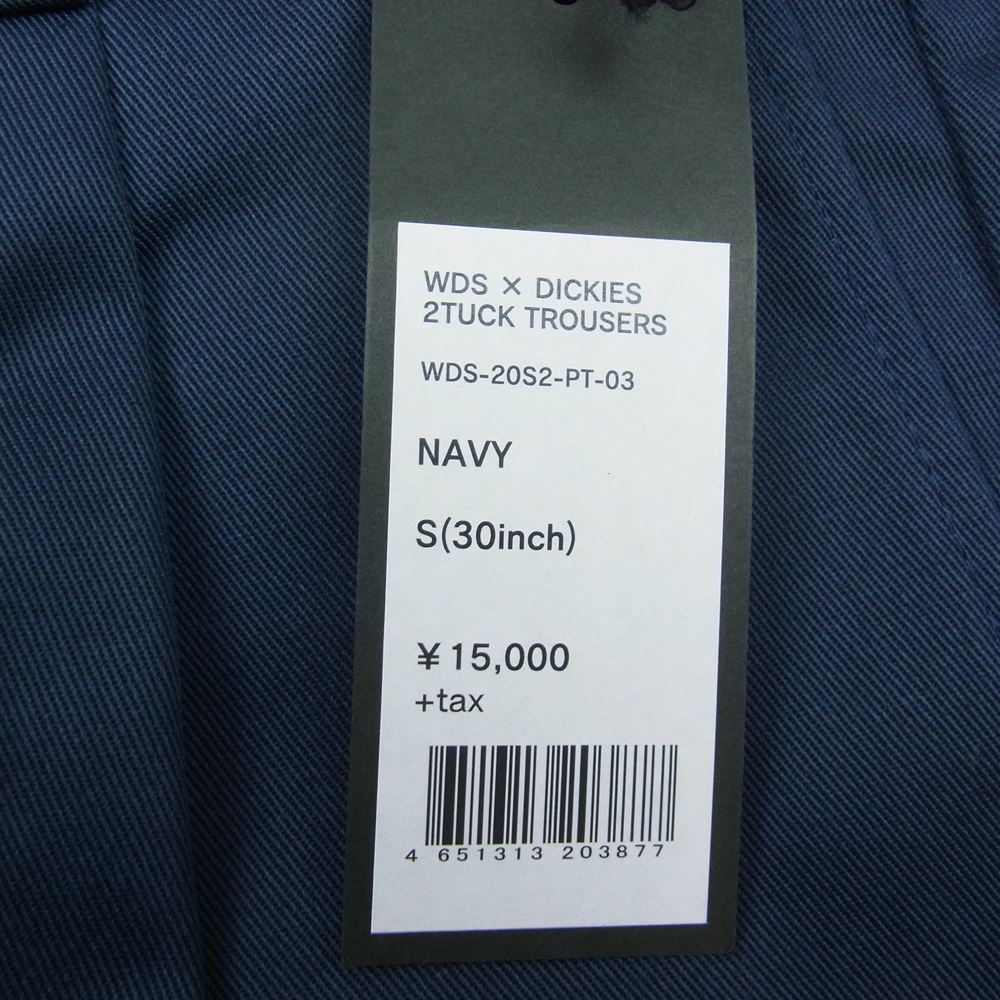 WDS × DICKIES
2TUCK TROUSERS
WDS-20S2-PT-03
NAVY
S(30inch)
¥15,000
+tax
4 651313 203877